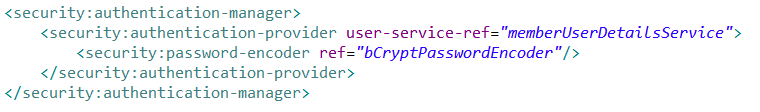 <security:authentication-manager>
<security:authentication-provider user-service-ref="memberUserDetailsService">
<security:password-encoder ref="bCryptPasswordEncoder"/>
</security:authentication-provider>
</security:authentication-manager>